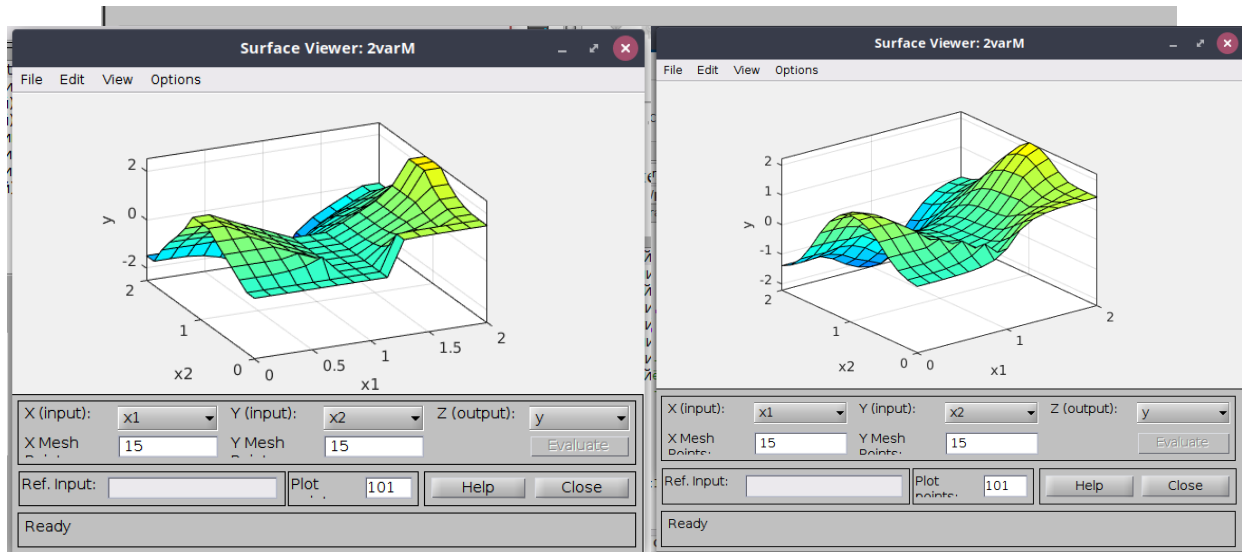 Surface Viewer: 2varM
File Edit View Options
2
0
-2
y
2
1
0
x2
0
0.5
1
1.5
2
x1
X (input):
x1
Y (input):
x2
Z (output):
y
X Mesh
15
Y Mesh
15
Evaluate
Ref. Input:
Plot
101
Help
Close
Ready
Surface Viewer: 2varM
File Edit View Options
2
1
0
-1
-2
y
2
1
0
x2
0
1
2
x1
X (input):
x1
Y (input):
x2
Z (output):
y
X Mesh
Points:
15
Y Mesh
Points:
15
Evaluate
Ref. Input:
Plot
points:
101
Help
Close
Ready